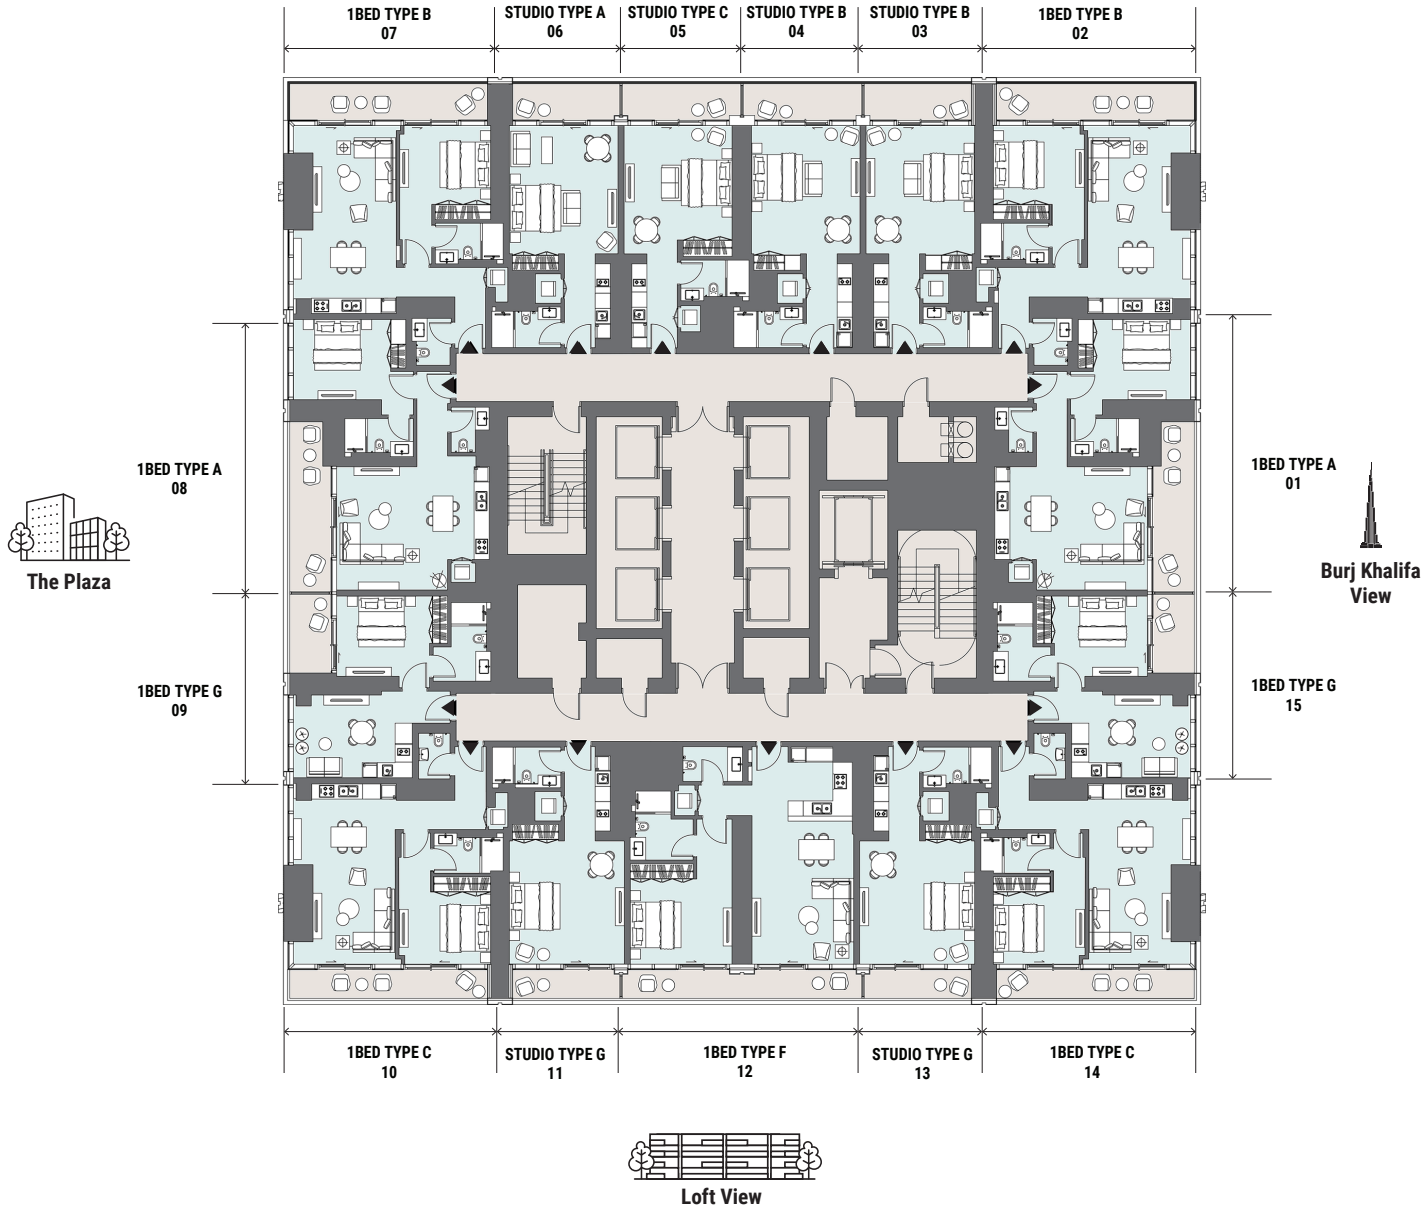 1BED TYPE B
07
STUDIO TYPE A
06
STUDIO TYPE C
05
STUDIO TYPE B
04
STUDIO TYPE B
03
1BED TYPE B
02
1BED TYPE A
08
1BED TYPE A
01
The Plaza
Burj Khalifa
View
1BED TYPE G
09
1BED TYPE G
15
1BED TYPE C
10
STUDIO TYPE G
11
1BED TYPE F
12
STUDIO TYPE G
13
1BED TYPE C
14
Loft View